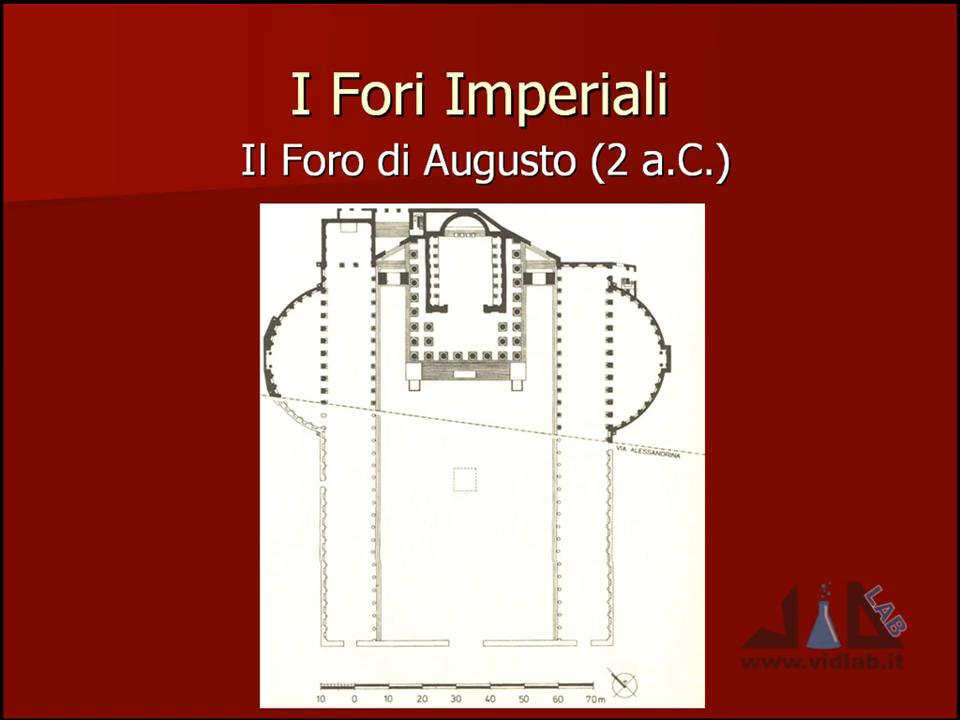 I Fori Imperiali
Il Foro di Augusto (2 a.C.)
VIA ALESSANDRINA
10 0 10 20 30 40 50 60 70m
LAB
www.vidlab.it